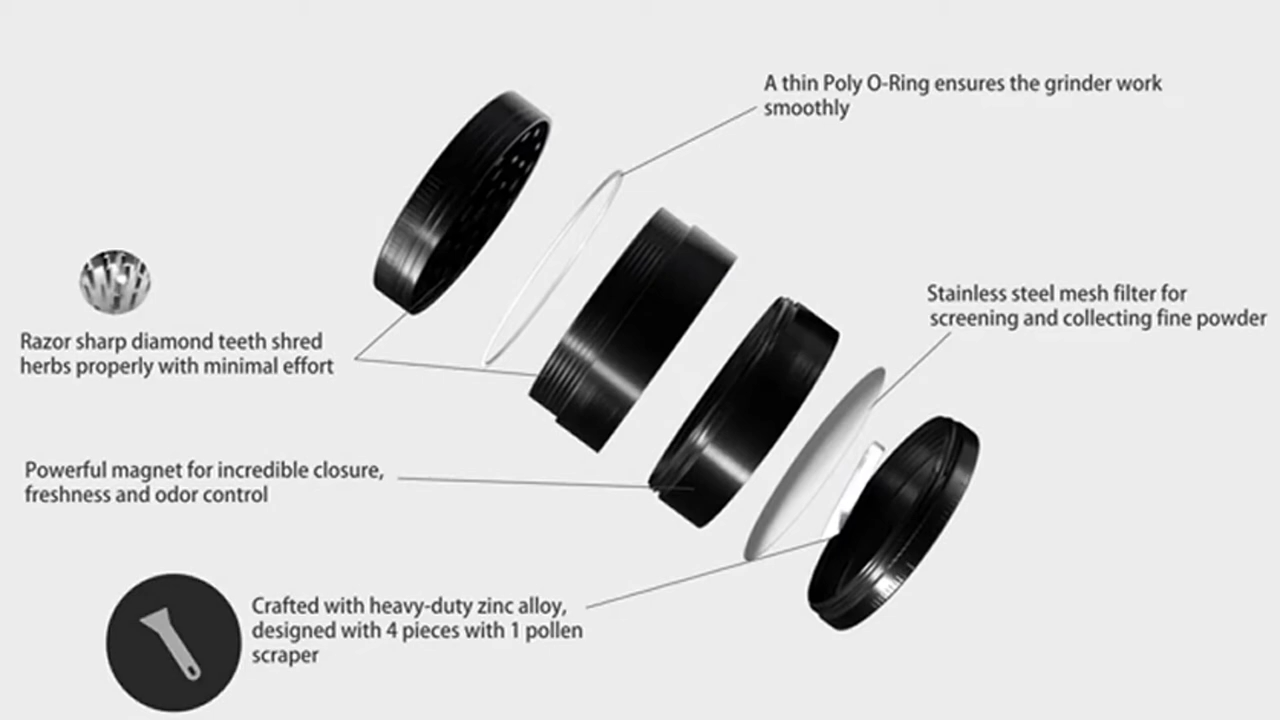 A thin Poly O-Ring ensures the grinder work
smoothly
Stainless steel mesh filter for
screening and collecting fine powder
Razor sharp diamond teeth shred
herbs properly with minimal effort
Powerful magnet for incredible closure,
freshness and odor control
Crafted with heavy-duty zinc alloy,
designed with 4 pieces with 1 pollen
scraper